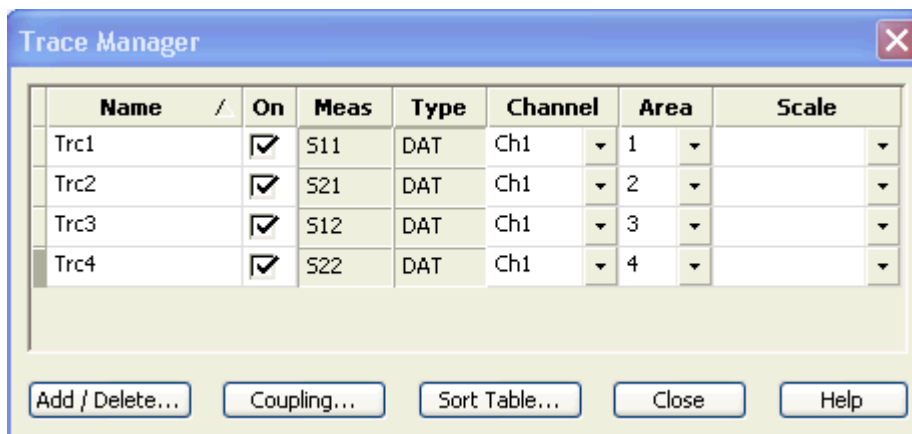 Trace Manager
Name On Meas Type Channel Area Scale
Trc1 S11 DAT Ch1 1
Trc2 S21 DAT Ch1 2
Trc3 S12 DAT Ch1 3
Trc4 S22 DAT Ch1 4
Add / Delete... Coupling... Sort Table... Close Help